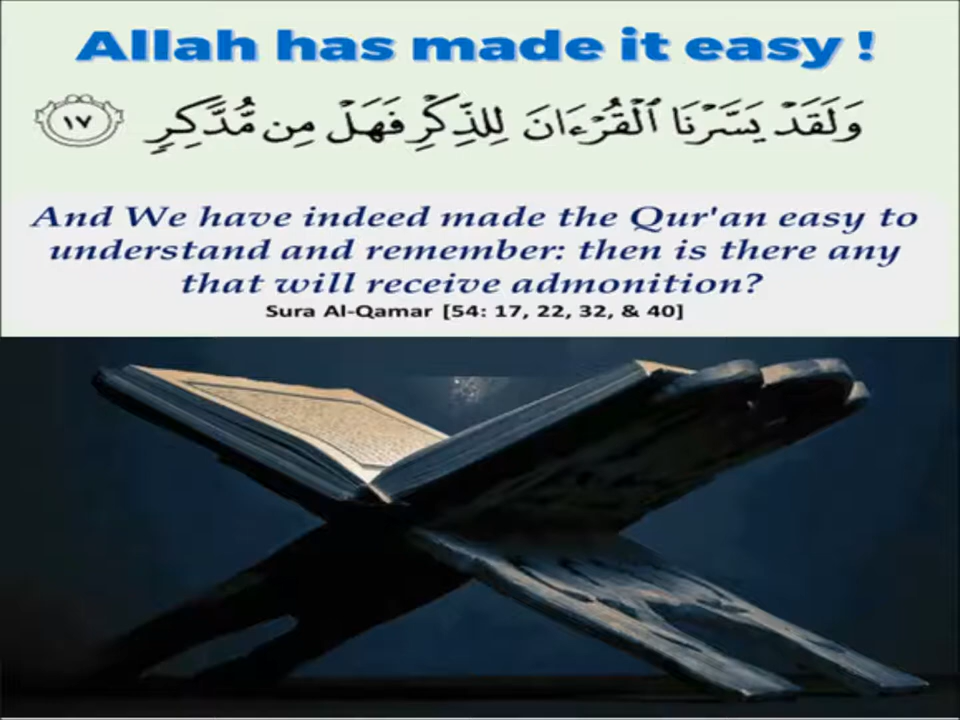 Allah has made it easy !
وَلَقَدْ يَسَّرْنَا ٱلْقُرْءَانَ لِلذِّكْرِ فَهَلْ مِن مُّدَّكِرٍ ١٧
And We have indeed made the Qur'an easy to
understand and remember: then is there any
that will receive admonition?
Sura Al-Qamar [54: 17, 22, 32, & 40]